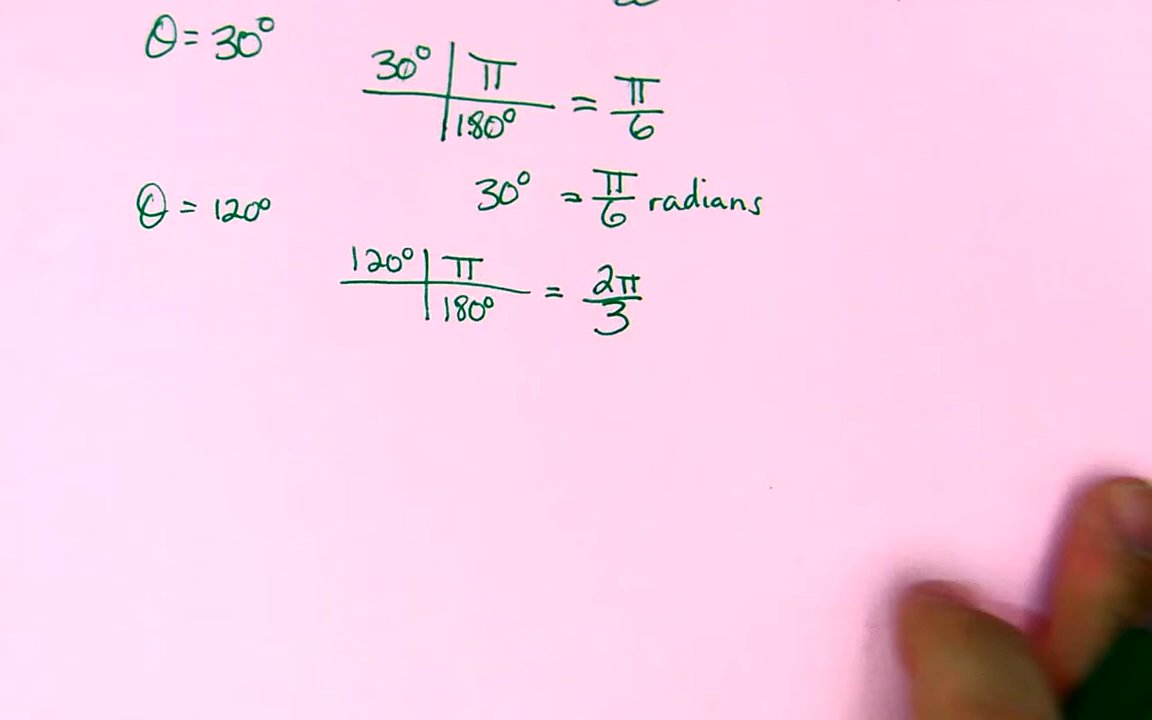 θ = 30°
30° | π
180° = π/6
30° = π/6 radians
θ = 120°
120° | π
180° = 2π/3